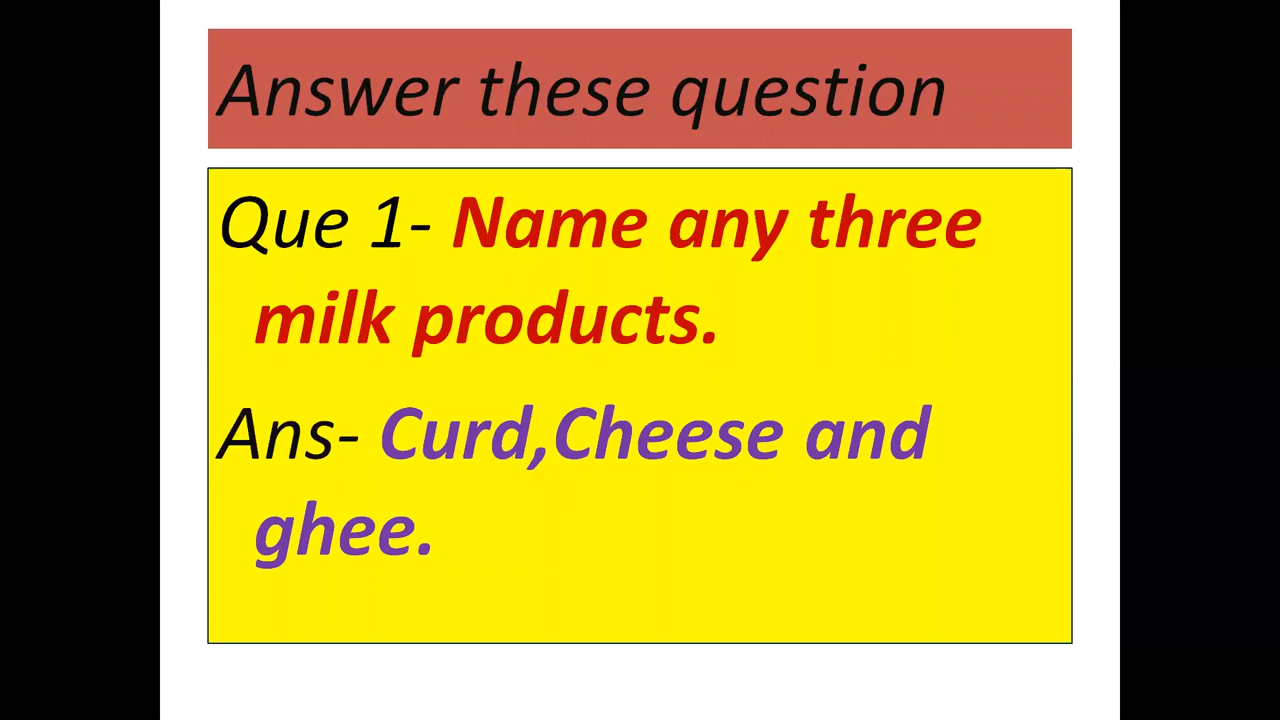 Answer these question
Que 1- Name any three
milk products.
Ans- Curd,Cheese and
ghee.